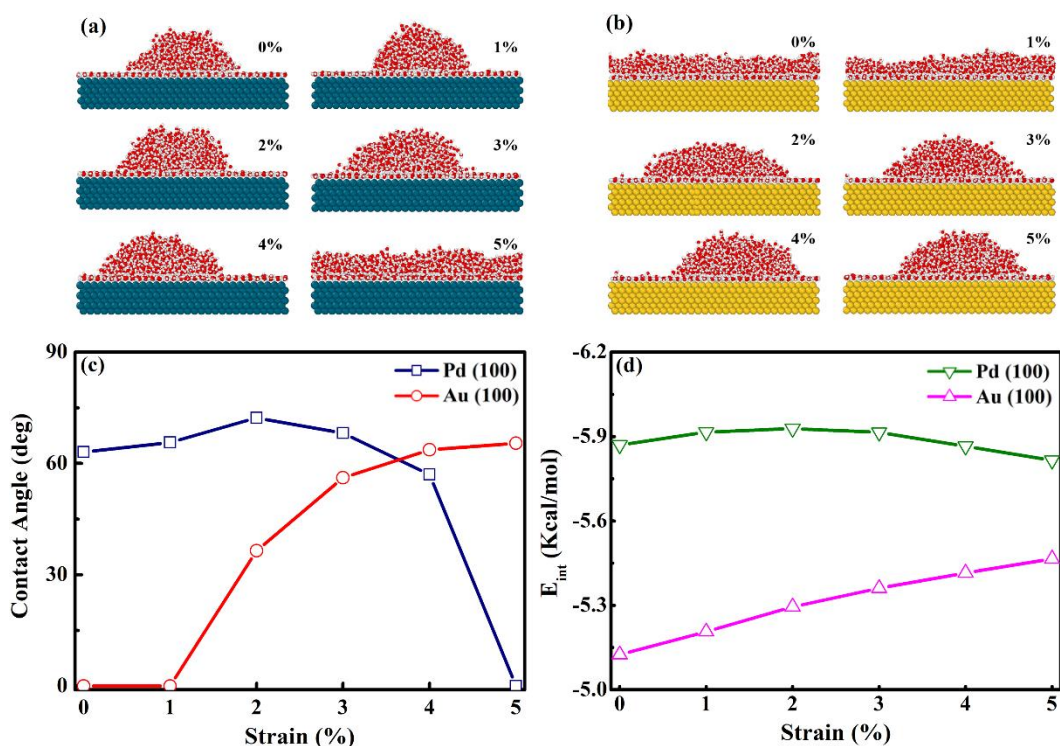 (a)
0%
1%
2%
3%
4%
5%
(b)
0%
1%
2%
3%
4%
5%
(c)
Pd (100)
Au (100)
90
60
30
0
Contact Angle (deg)
0 1 2 3 4 5
Strain (%)
(d)
Pd (100)
Au (100)
-6.2
-5.9
-5.6
-5.3
-5.0
E_int (Kcal/mol)
0 1 2 3 4 5
Strain (%)